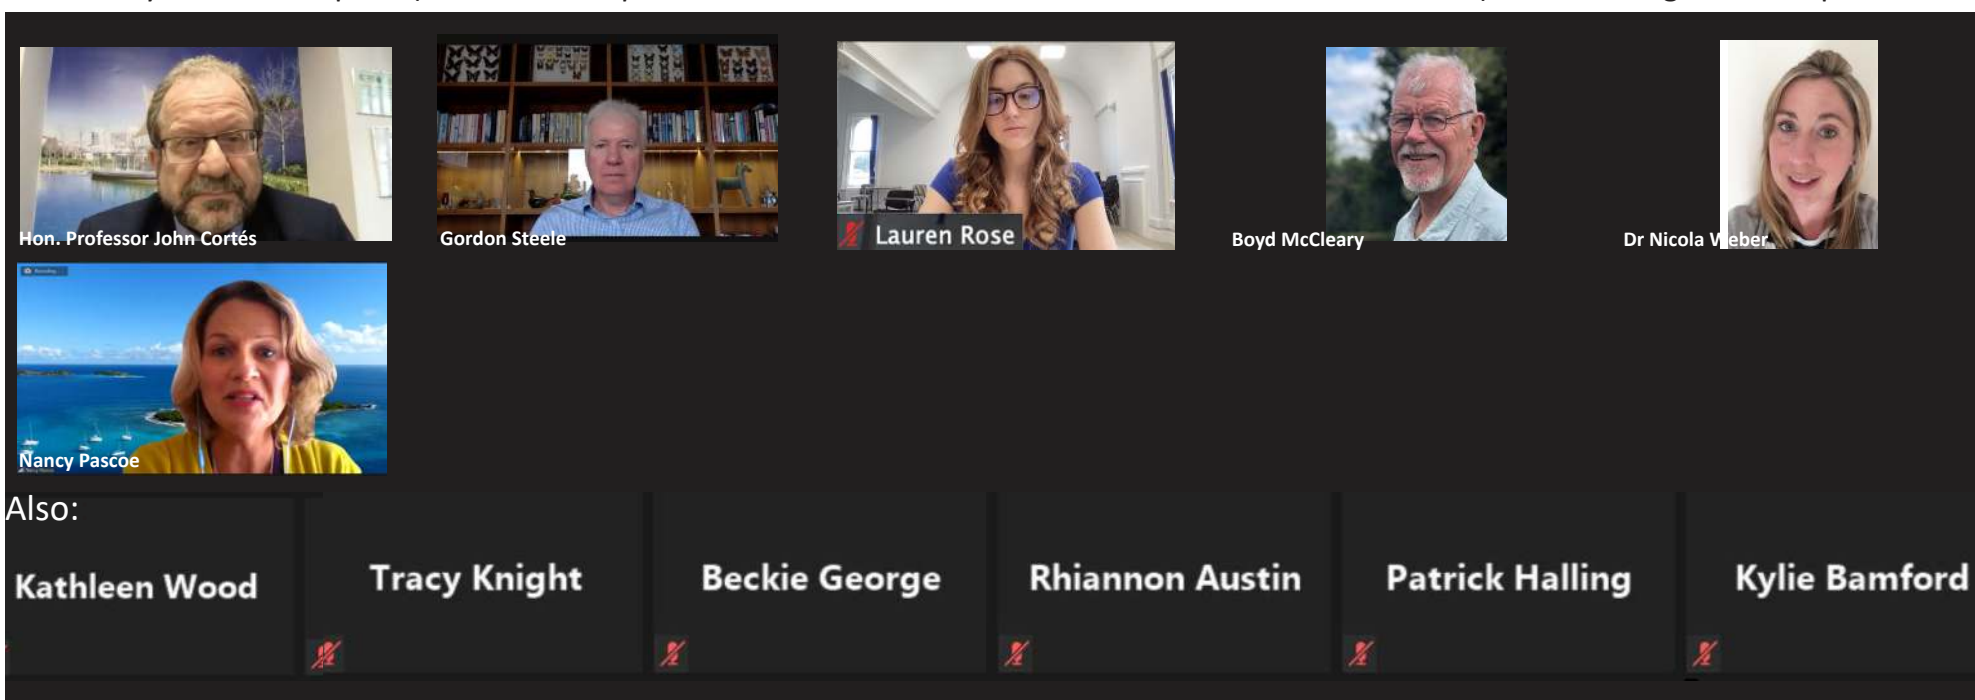 Hon. Professor John Cortés
Gordon Steele
Lauren Rose
Boyd McCleary
Dr Nicola Weber
Nancy Pascoe
Also:
Kathleen Wood
Tracy Knight
Beckie George
Rhiannon Austin
Patrick Halling
Kylie Bamford